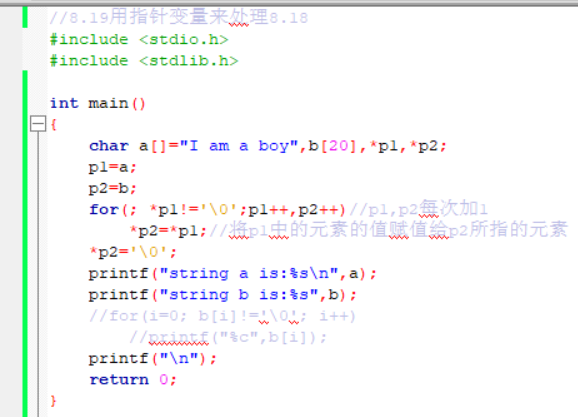 //8.19用指针变量来处理8.18
#include <stdio.h>
#include <stdlib.h>
int main()
{
char a[]="I am a boy",b[20],*p1,*p2;
p1=a;
p2=b;
for(; *p1!='\0';p1++,p2++)//p1,p2每次加1
*p2=*p1;//将p1中的元素的值赋值给p2所指的元素
*p2='\0';
printf("string a is:%s\n",a);
printf("string b is:%s",b);
//for(i=0; b[i]!='\0'; i++)
//printf("%c",b[i]);
printf("\n");
return 0;
}